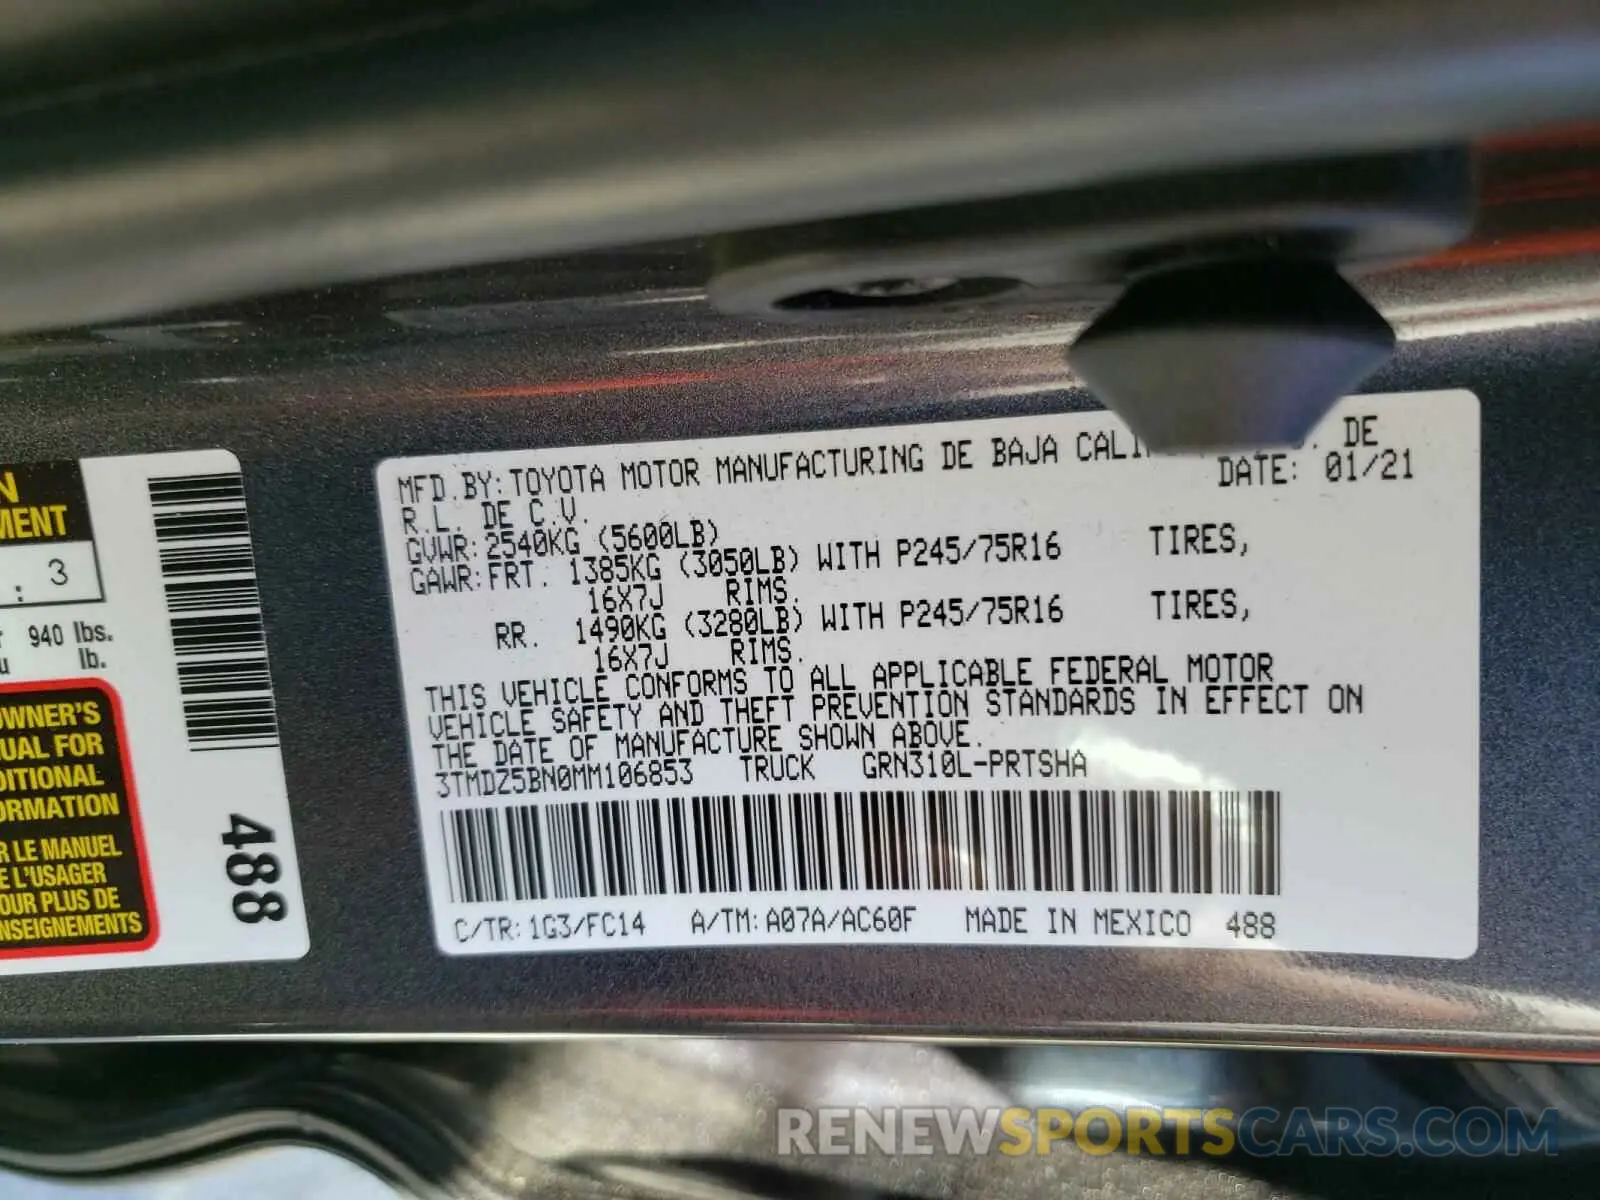 N
MENT
: 3
940 lbs.
lb.
OWNER'S
UAL FOR
DITIONAL
ORMATION
R LE MANUEL
E L'USAGER
OUR PLUS DE
NSEIGNEMENTS
488
MFD.BY:TOYOTA MOTOR MANUFACTURING DE BAJA CALI . DE
R.L. DE C.V. DATE: 01/21
GVWR:2540KG (5600LB)
GAWR:FRT. 1385KG (3050LB) WITH P245/75R16 TIRES,
16X7J RIMS.
RR. 1490KG (3280LB) WITH P245/75R16 TIRES,
16X7J RIMS.
THIS VEHICLE CONFORMS TO ALL APPLICABLE FEDERAL MOTOR
VEHICLE SAFETY AND THEFT PREVENTION STANDARDS IN EFFECT ON
THE DATE OF MANUFACTURE SHOWN ABOVE.
3TMDZ5BN0MM106853 TRUCK GRN310L-PRTSHA
C/TR:1G3/FC14 A/TM:A07A/AC60F MADE IN MEXICO 488
RENEWSPORTSCARS.COM